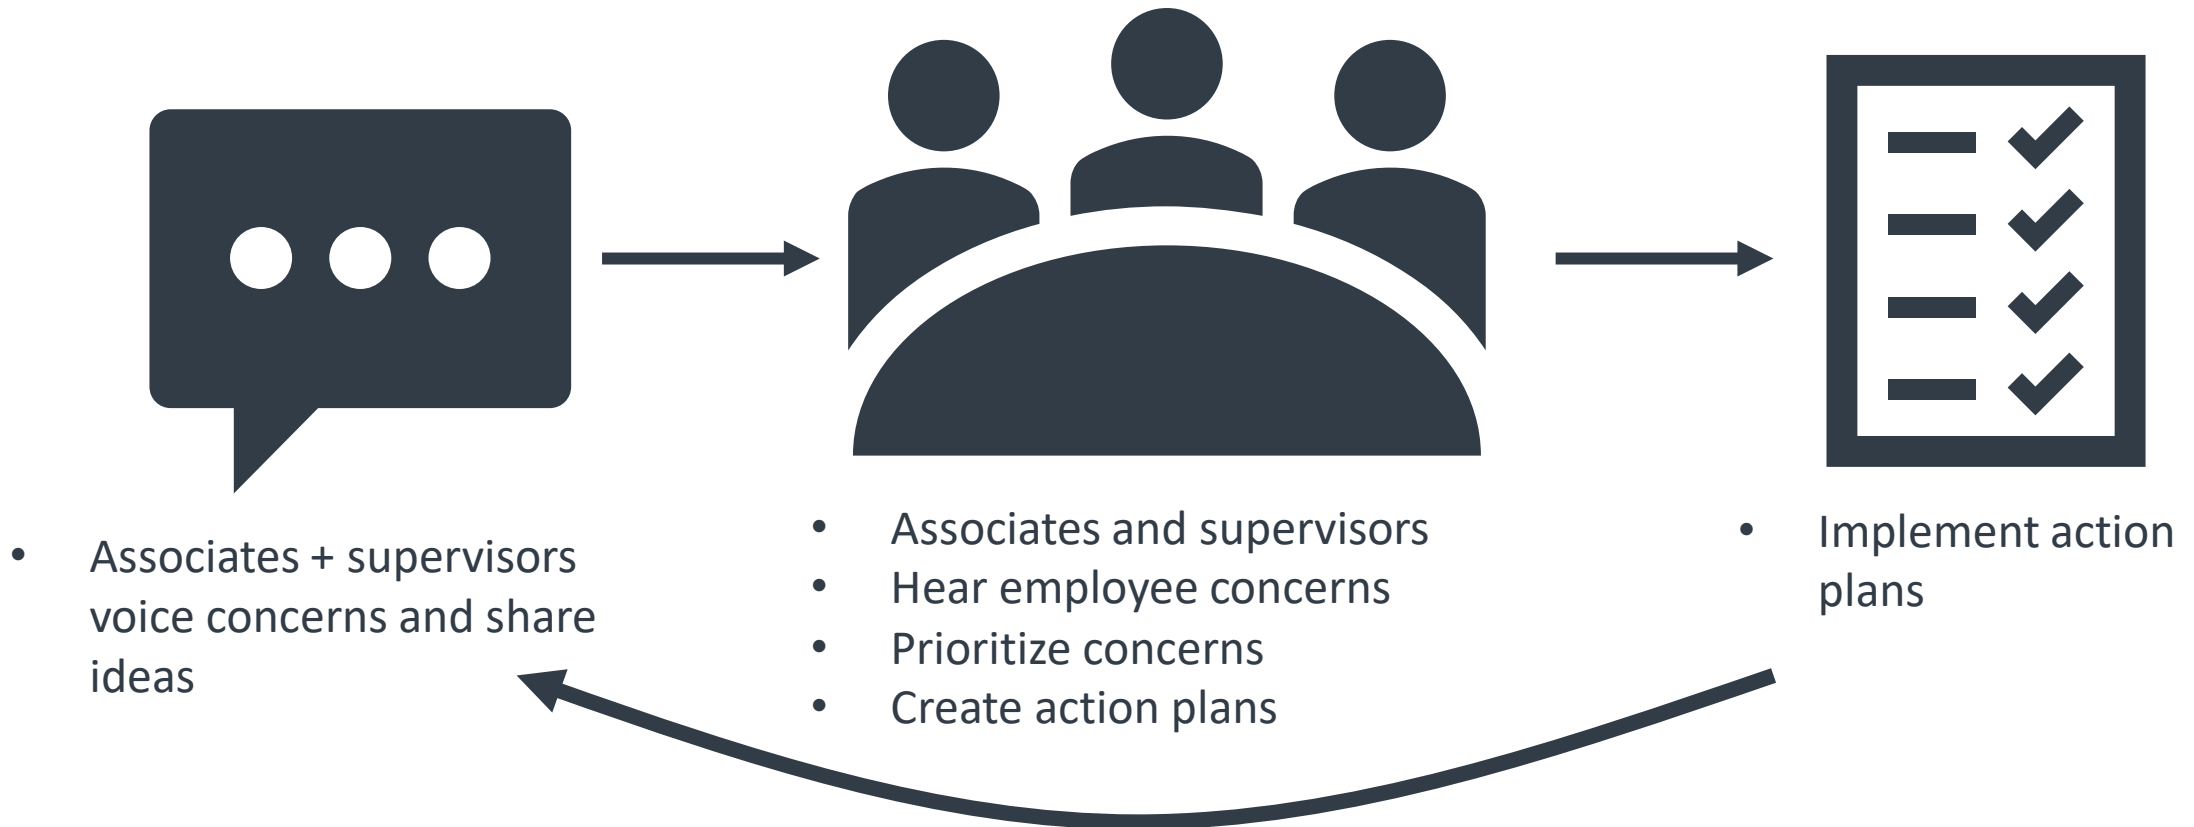 • Associates + supervisors
voice concerns and share
ideas
• Associates and supervisors
• Hear employee concerns
• Prioritize concerns
• Create action plans
• Implement action
plans